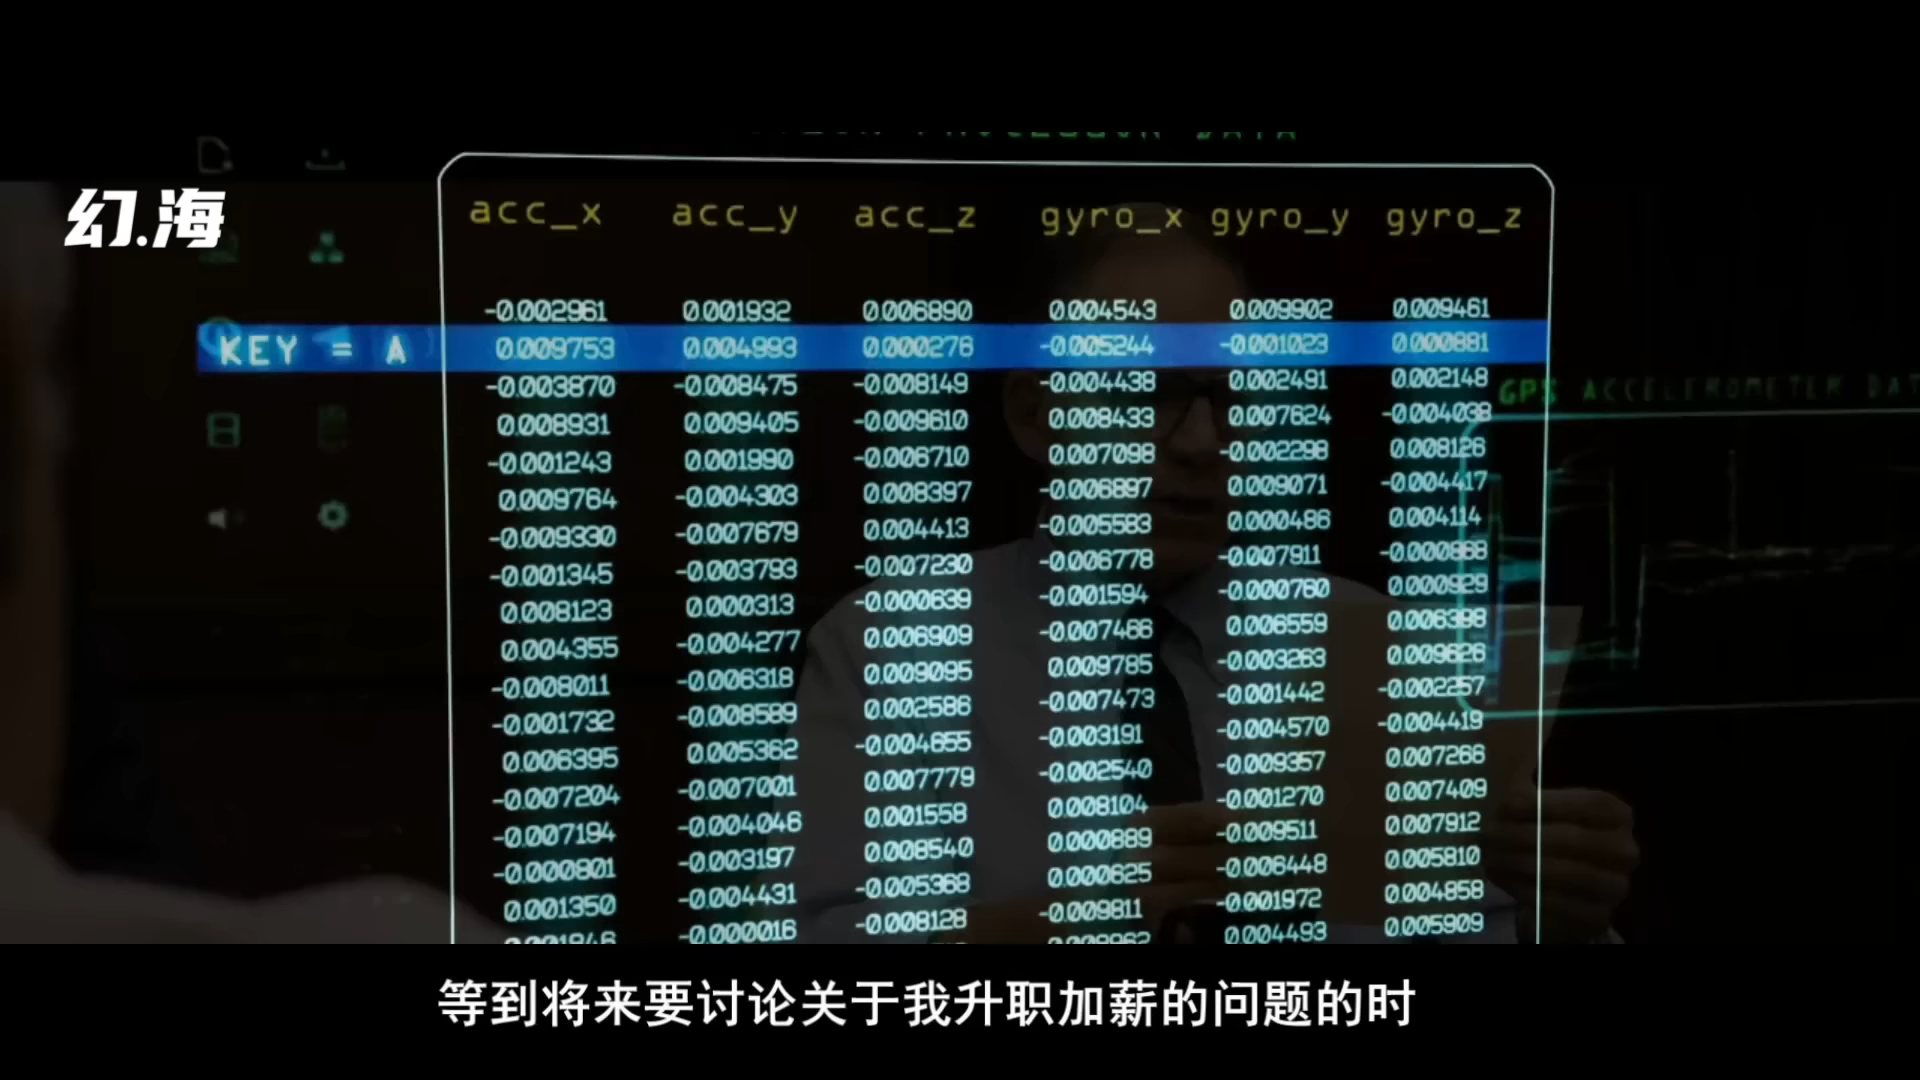 幻.海
acc_x acc_y acc_z gyro_x gyro_y gyro_z
-0.002961 0.001932 0.006890 0.004543 0.009902 0.009461
KEY = A 0.009753 0.004993 0.000276 -0.005244 -0.001023 0.000881
-0.003870 -0.008475 -0.008149 -0.004438 0.002491 0.002148
GPS ACCELEROMETER
0.008931 0.009405 -0.009610 0.008433 0.007624 -0.004038
-0.001243 0.001990 -0.006710 0.007098 -0.002298 0.008126
0.009764 -0.004303 0.008397 -0.006897 0.009071 -0.004417
-0.009330 -0.007679 0.004413 -0.005583 0.000486 0.004114
-0.001345 -0.003793 -0.007230 -0.006778 -0.007911 -0.000868
0.008123 0.000313 -0.000639 -0.001594 -0.000760 0.000929
0.004355 -0.004277 0.006909 -0.007466 0.006559 0.006398
-0.008011 -0.006318 0.009095 0.009785 -0.003263 0.009626
-0.001732 -0.008589 0.002586 -0.007473 -0.001442 -0.002257
0.006395 0.005362 -0.004655 -0.003191 -0.004570 -0.004419
-0.007204 -0.007001 0.007779 -0.002540 -0.009357 0.007266
-0.007194 -0.004046 0.001558 0.008104 -0.001270 0.007409
-0.000801 -0.003197 0.008540 0.000889 -0.009511 0.007912
0.001350 -0.004431 -0.005368 0.000625 -0.006448 0.005810
-0.000016 -0.008128 -0.009811 -0.001972 0.004858
0.004493 0.005909
等到将来要讨论关于我升职加薪的问题的时